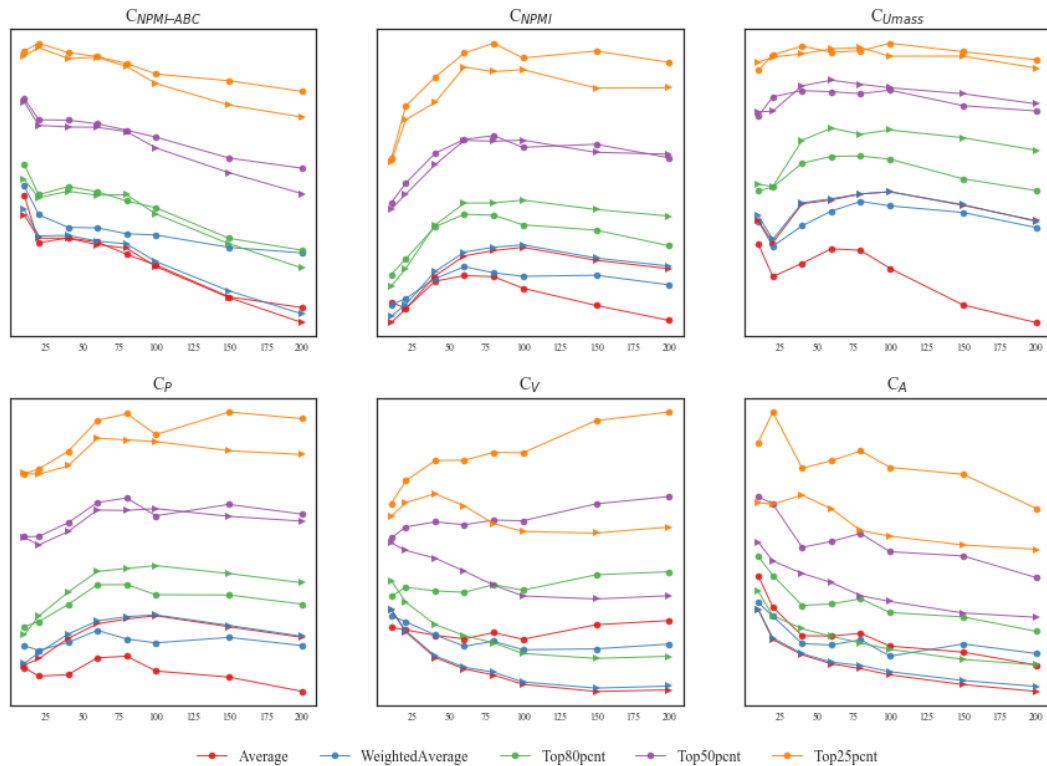 C_NPMI–ABC C_NPMI C_Umass
25 50 75 100 125 150 175 200 25 50 75 100 125 150 175 200 25 50 75 100 125 150 175 200
C_P C_V C_A
25 50 75 100 125 150 175 200 25 50 75 100 125 150 175 200 25 50 75 100 125 150 175 200
Average WeightedAverage Top80pcnt Top50pcnt Top25pcnt